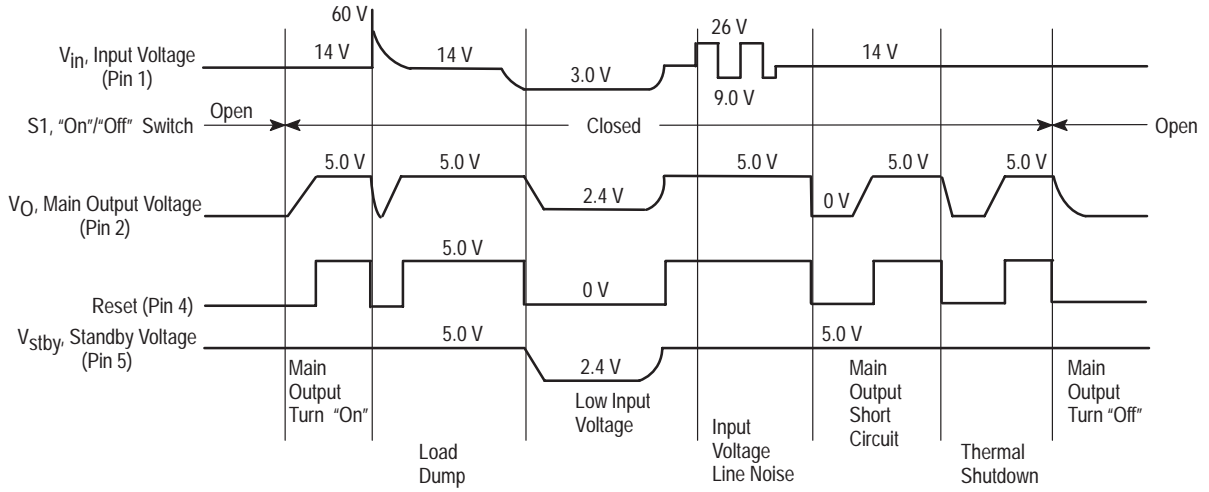 60 V
Vin, Input Voltage
(Pin 1)
14 V
14 V
3.0 V
26 V
9.0 V
14 V
S1, “On”/“Off” Switch
Open
Closed
Open
VO, Main Output Voltage
(Pin 2)
5.0 V
5.0 V
2.4 V
5.0 V
0 V
5.0 V
5.0 V
Reset (Pin 4)
5.0 V
0 V
Vstby, Standby Voltage
(Pin 5)
5.0 V
2.4 V
5.0 V
Main
Output
Turn “On”
Load
Dump
Low Input
Voltage
Input
Voltage
Line Noise
Main
Output
Short
Circuit
Thermal
Shutdown
Main
Output
Turn “Off”